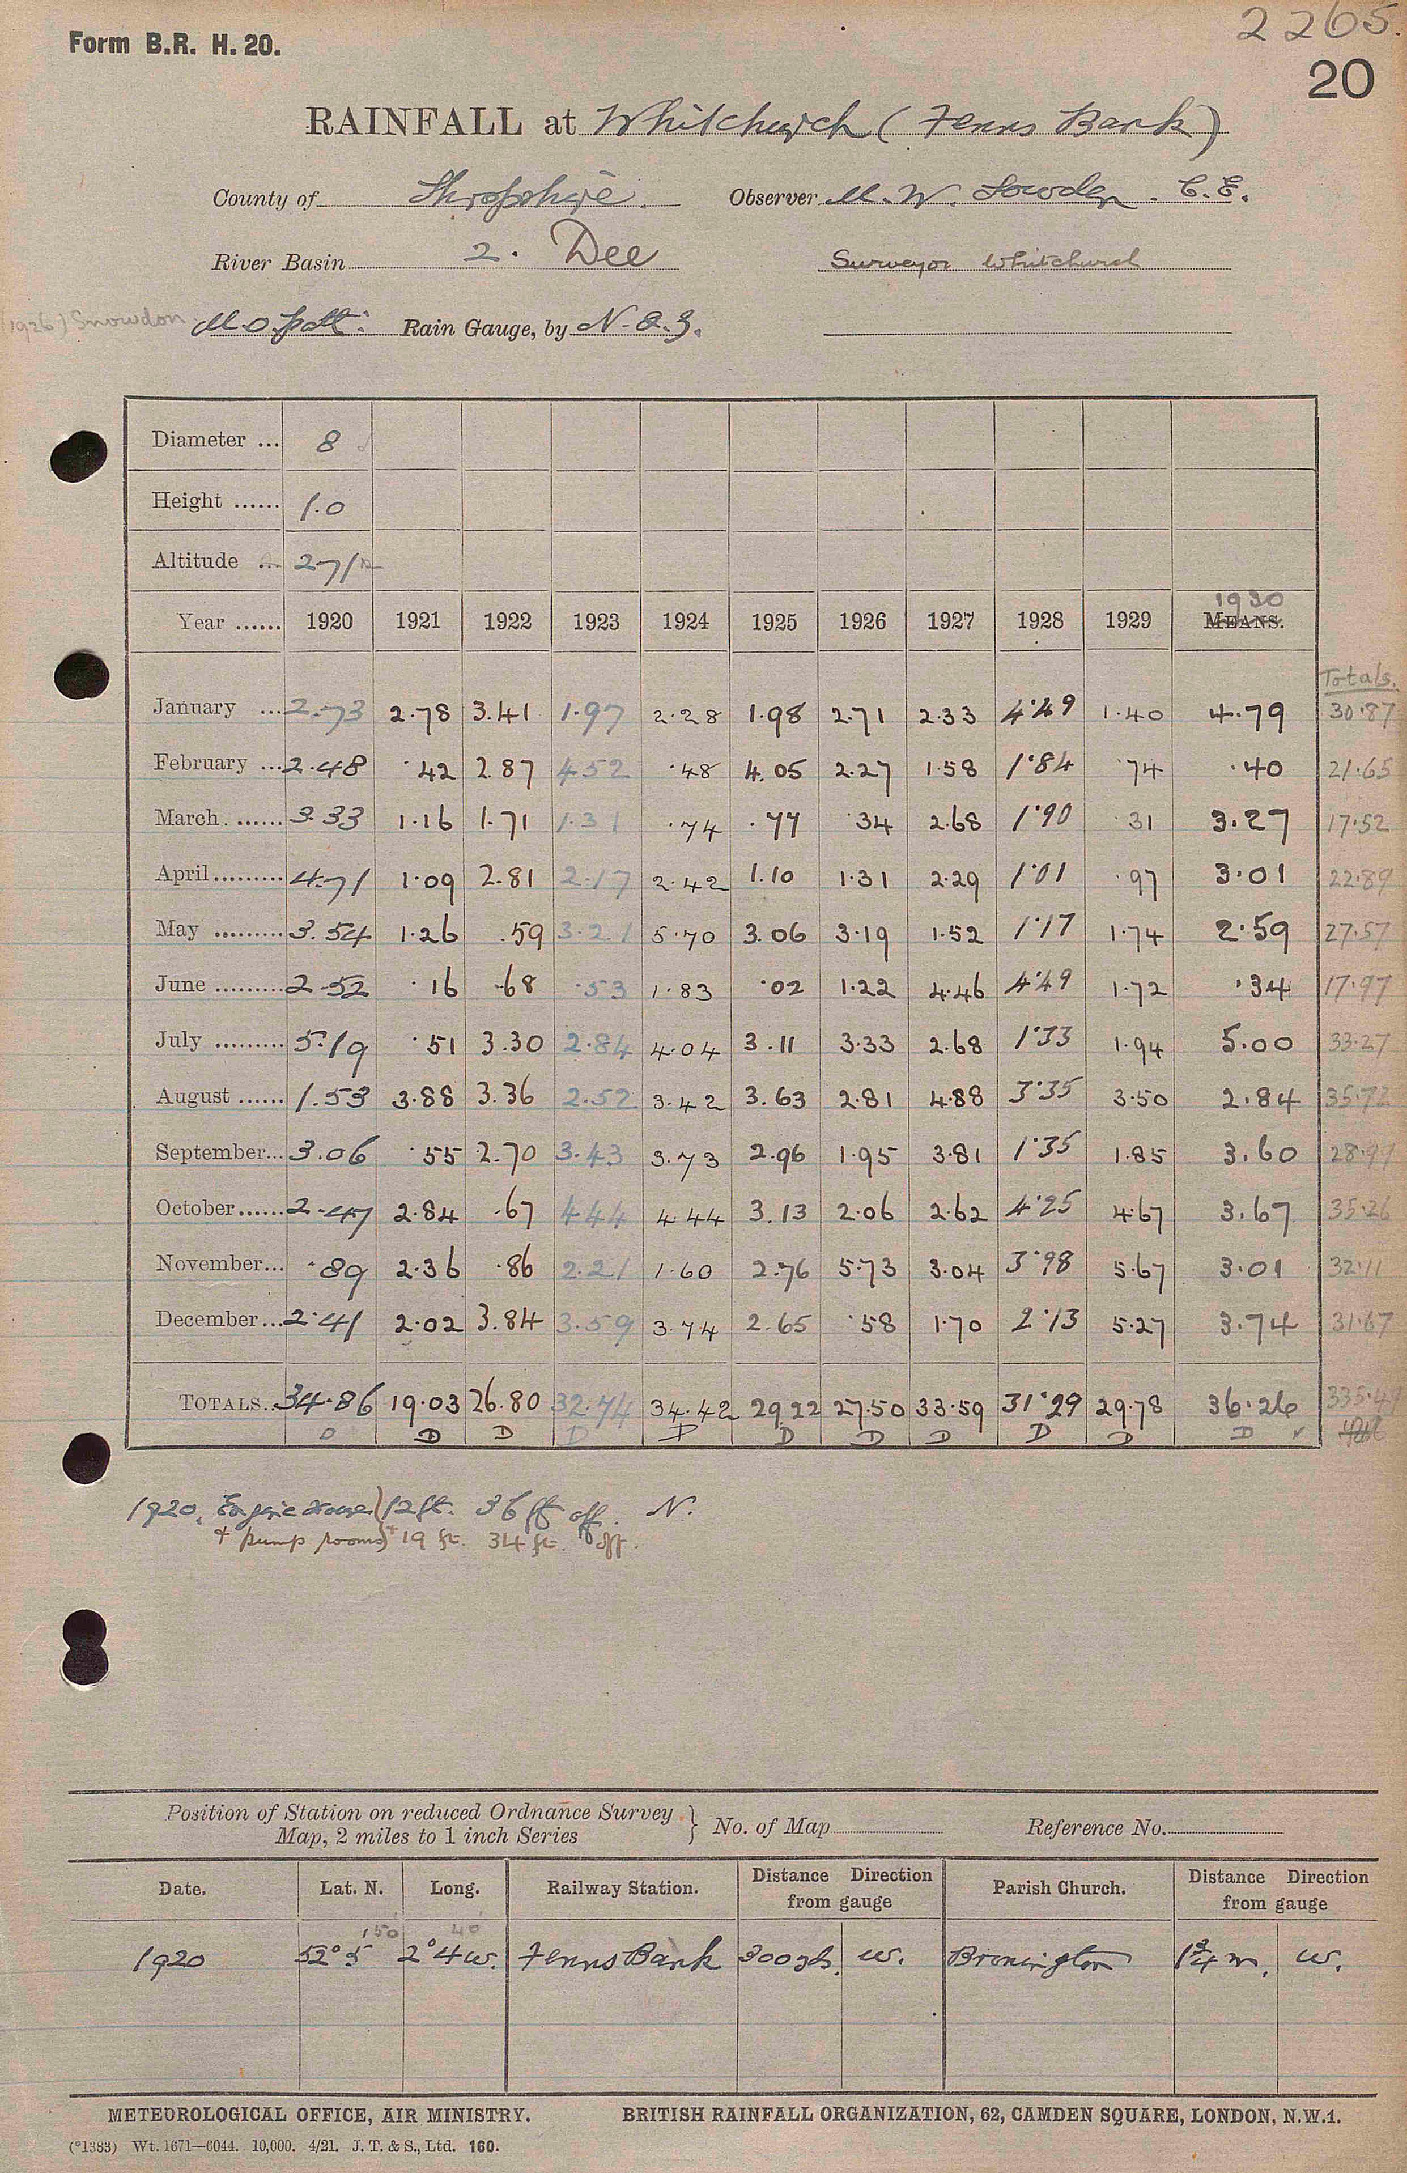 2265.
Form B.R. H. 20.
20
RAINFALL at Whitchurch (Fenns Bank)
County of Shropshire. Observer M. W. Lowden. C.E.
River Basin 2. Dee Surveyor Whitchurch
1926) Snowdon M O patt: Rain Gauge, by N. & Z.
Diameter ... 8
Height ...... 1.0
Altitude ... 271
1930
Year ...... 1920 1921 1922 1923 1924 1925 1926 1927 1928 1929 MEANS.
Totals.
January ... 2.73 2.78 3.41 1.97 2.28 1.98 2.71 2.33 4.49 1.40 4.79 30.87
February ... 2.48 .42 2.87 4.52 .48 4.05 2.27 1.58 1.84 .74 .40 21.65
March ...... 3.33 1.16 1.71 1.31 .74 .77 .34 2.68 1.90 .31 3.27 17.52
April ......... 4.71 1.09 2.81 2.17 2.42 1.10 1.31 2.29 1.01 .97 3.01 22.89
May ......... 3.54 1.26 .59 3.21 5.70 3.06 3.19 1.52 1.17 1.74 2.59 27.57
June ......... 2.52 .16 .68 .53 1.83 .02 1.22 4.46 4.49 1.72 .34 17.97
July ......... 5.19 .51 3.30 2.84 4.04 3.11 3.33 2.68 1.33 1.94 5.00 33.27
August ...... 1.53 3.88 3.36 2.52 3.42 3.63 2.81 4.88 3.35 3.50 2.84 35.72
September... 3.06 .55 2.70 3.43 3.73 2.96 1.95 3.81 1.35 1.85 3.60 28.99
October...... 2.47 2.84 .67 4.44 4.44 3.13 2.06 2.62 4.25 4.67 3.67 35.26
November... .89 2.36 .86 2.21 1.60 2.76 5.73 3.04 3.98 5.67 3.01 32.11
December... 2.41 2.02 3.84 3.59 3.74 2.65 .58 1.70 2.13 5.27 3.74 31.67
TOTALS... 34.86 19.03 26.80 32.74 34.42 29.22 27.50 33.59 31.29 29.78 36.26 335.49
D D D D D D D D D D D ✓
1920. Engine House } 12 ft. 36 ft off. N.
+ pump rooms } 19 ft. 34 ft. off.
Position of Station on reduced Ordnance Survey } No. of Map Reference No.
Map, 2 miles to 1 inch Series
Date. Lat. N. Long. Railway Station. Distance Direction from gauge Parish Church. Distance Direction from gauge
50 40
1920 52°5 2°4 W. Fenns Bank 300 yds. W. Bronington 1¾ m. W.
METEOROLOGICAL OFFICE, AIR MINISTRY. BRITISH RAINFALL ORGANIZATION, 62, CAMDEN SQUARE, LONDON, N.W.1.
(*1383) Wt. 1671—6044. 10,000. 4/21. J. T. & S., Ltd. 160.